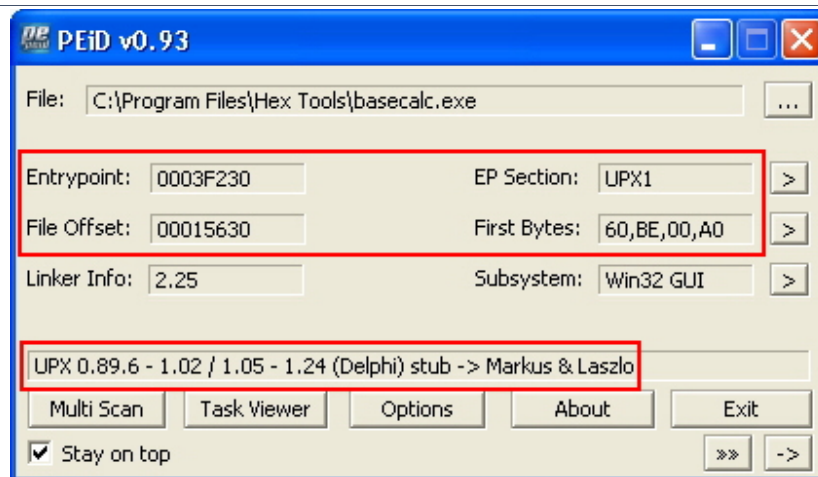 PEiD v0.93
File: C:\Program Files\Hex Tools\basecalc.exe ...
Entrypoint: 0003F230 EP Section: UPX1 >
File Offset: 00015630 First Bytes: 60,BE,00,A0 >
Linker Info: 2.25 Subsystem: Win32 GUI >
UPX 0.89.6 - 1.02 / 1.05 - 1.24 (Delphi) stub -> Markus & Laszlo
Multi Scan Task Viewer Options About Exit
Stay on top »» ->